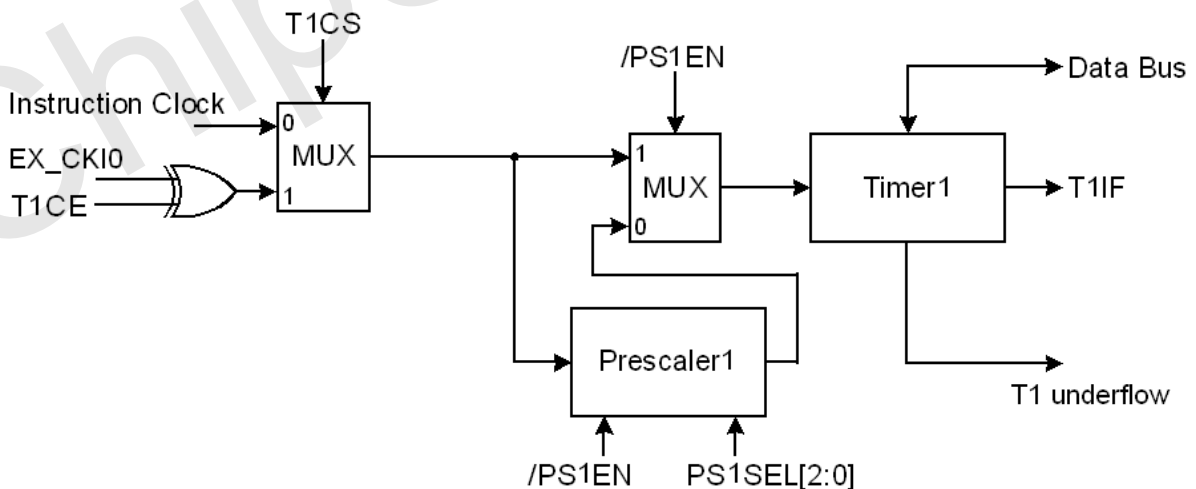 Chips
T1CS
/PS1EN
Data Bus
Instruction Clock
0
MUX
EX_CKI0
T1CE
1
1
MUX
0
Timer1
T1IF
Prescaler1
T1 underflow
/PS1EN
PS1SEL[2:0]